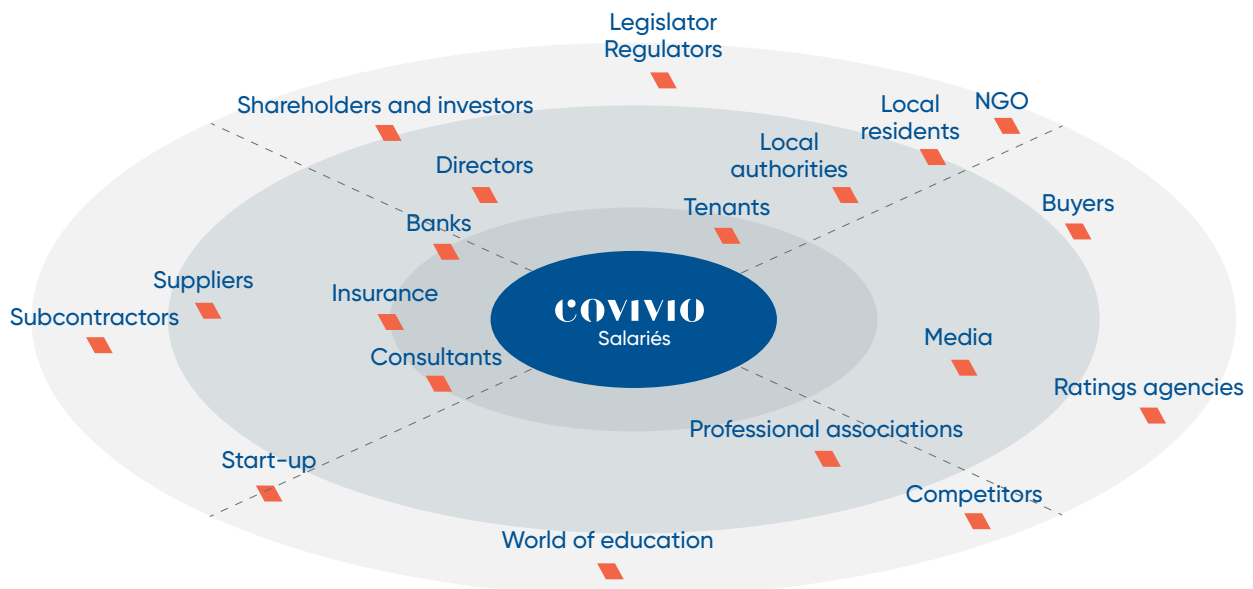 Legislator
Regulators
Shareholders and investors
Local
residents
NGO
Local
authorities
Directors
Tenants
Buyers
Banks
Suppliers
Insurance
Subcontractors
COVIVIO
Salariés
Media
Consultants
Ratings agencies
Professional associations
Start-up
Competitors
World of education